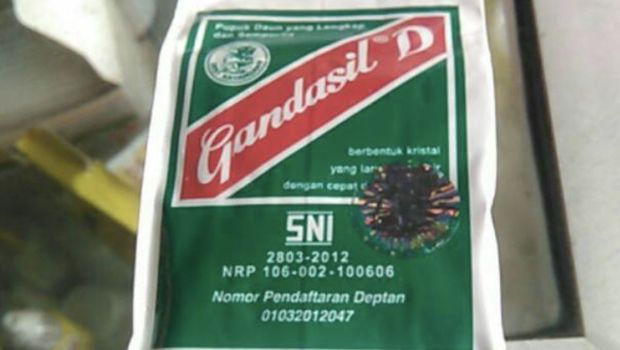 Pupuk Daun yang Lengkap
dan Sempurna
Gandasil® D
berbentuk kristal
yang lar
dengan cepat
SNI
2803-2012
NRP 106-002-100606
Nomor Pendaftaran Deptan
01032012047